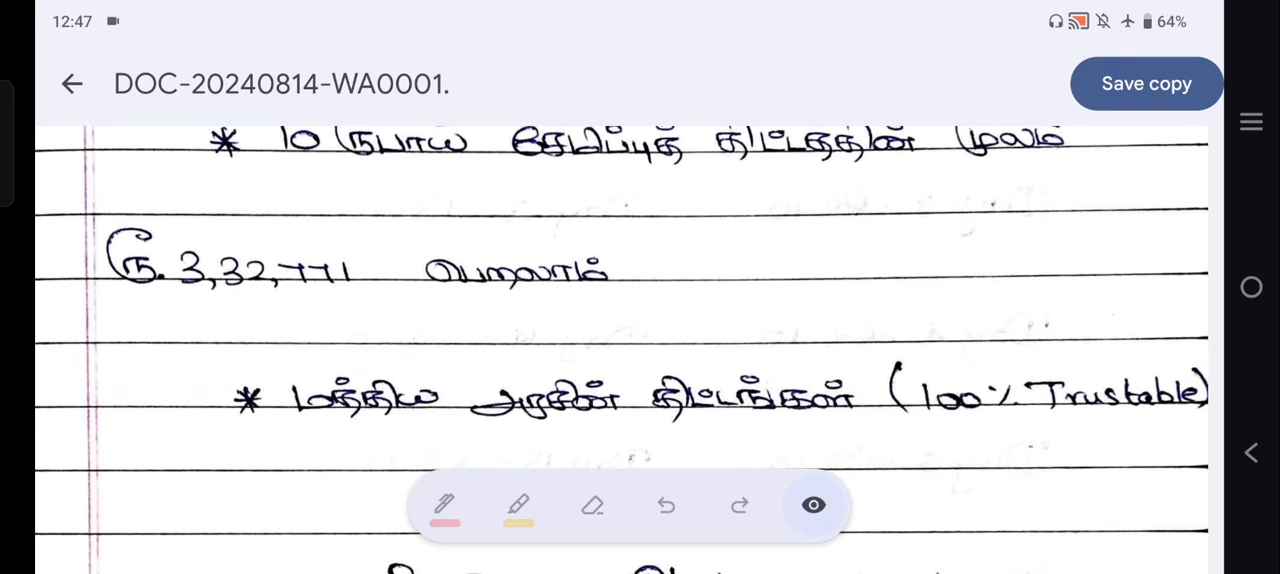 12:47
64%
DOC-20240814-WA0001.
Save copy
* 10 ரூபாய் சேமிப்புத் திட்டத்தின் மூலம்
ரூ. 3,32,771 பெறலாம்
* மத்திய அரசின் திட்டங்கள் (100% Trustable)